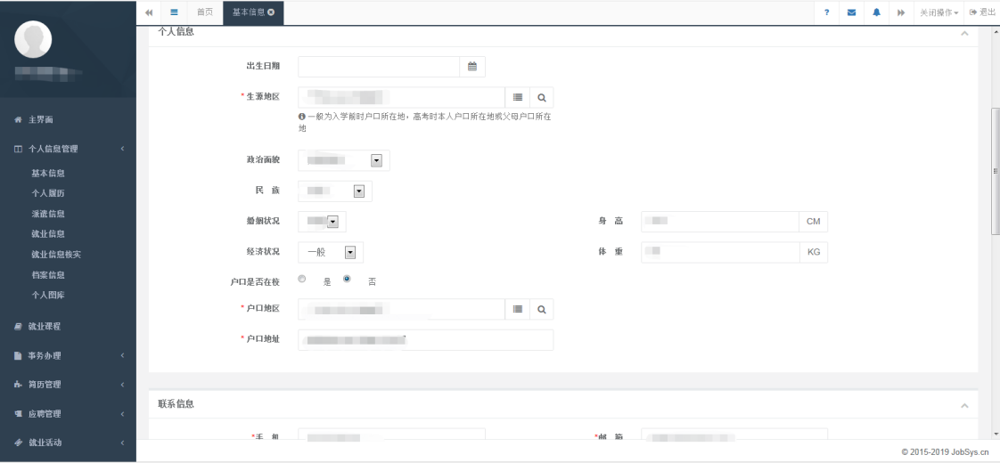 首页
基本信息
?
关闭操作
退出
个人信息
出生日期
*生源地区
一般为入学前时户口所在地，高考时本人户口所在地或父母户口所在
地
政治面貌
民 族
婚姻状况
身 高
CM
经济状况
一般
体 重
KG
户口是否在校
是
否
*户口地区
*户口地址
联系信息
*手 机
*邮 箱
主界面
个人信息管理
基本信息
个人履历
派遣信息
就业信息
就业信息核实
档案信息
个人图库
就业课程
事务办理
简历管理
应聘管理
就业活动
© 2015-2019 JobSys.cn